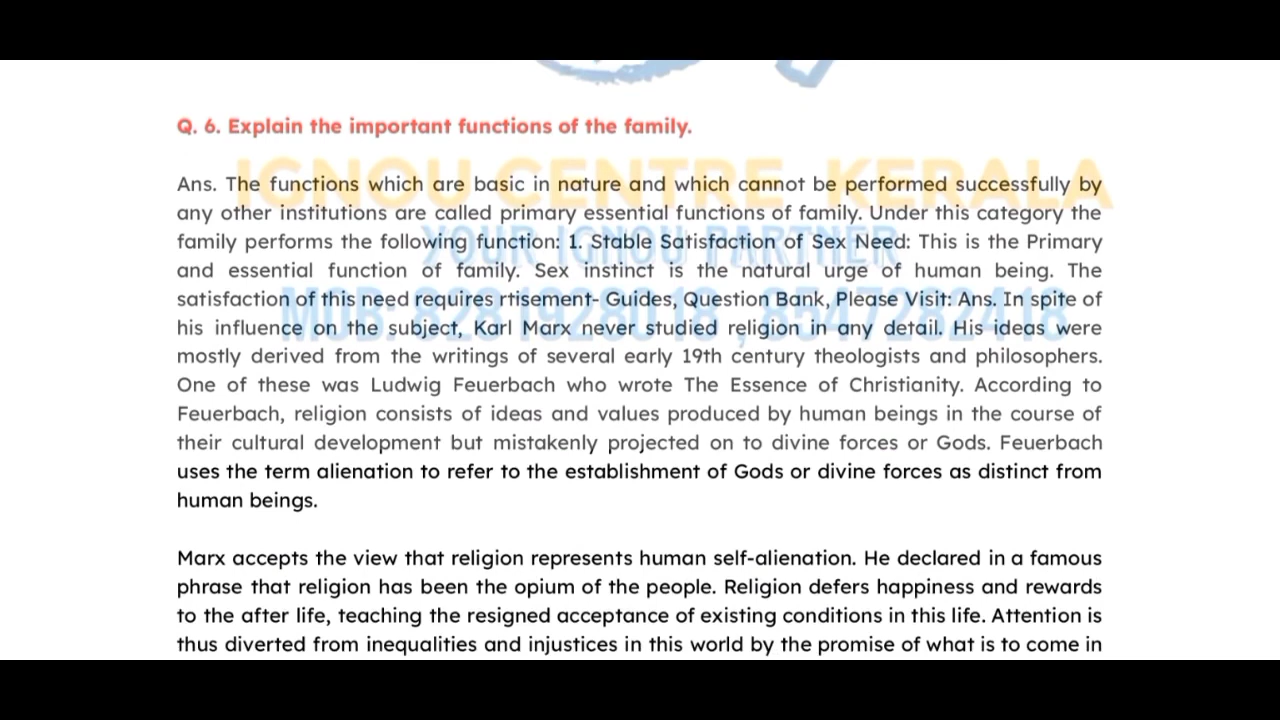 Q. 6. Explain the important functions of the family.
IGNOU CENTRE KERALA
Ans. The functions which are basic in nature and which cannot be performed successfully by
any other institutions are called primary essential functions of family. Under this category the
YOUR IGNOU PARTNER
family performs the following function: 1. Stable Satisfaction of Sex Need: This is the Primary
and essential function of family. Sex instinct is the natural urge of human being. The
satisfaction of this need requires rtisement- Guides, Question Bank, Please Visit: Ans. In spite of
his influence on the subject, Karl Marx never studied religion in any detail. His ideas were
mostly derived from the writings of several early 19th century theologists and philosophers.
One of these was Ludwig Feuerbach who wrote The Essence of Christianity. According to
Feuerbach, religion consists of ideas and values produced by human beings in the course of
their cultural development but mistakenly projected on to divine forces or Gods. Feuerbach
uses the term alienation to refer to the establishment of Gods or divine forces as distinct from
human beings.
Marx accepts the view that religion represents human self-alienation. He declared in a famous
phrase that religion has been the opium of the people. Religion defers happiness and rewards
to the after life, teaching the resigned acceptance of existing conditions in this life. Attention is
thus diverted from inequalities and injustices in this world by the promise of what is to come in